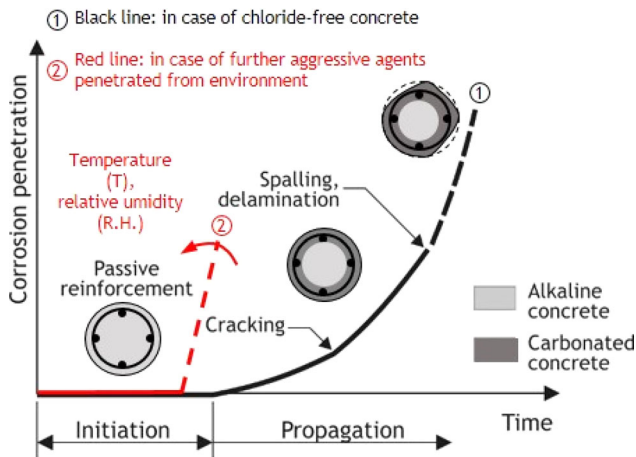 ① Black line: in case of chloride-free concrete
② Red line: in case of further aggressive agents
penetrated from environment
Corrosion penetration
Temperature
(T),
relative umidity
(R.H.)
②
①
Spalling,
delamination
Passive
reinforcement
Cracking
Alkaline
concrete
Carbonated
concrete
Time
Initiation
Propagation